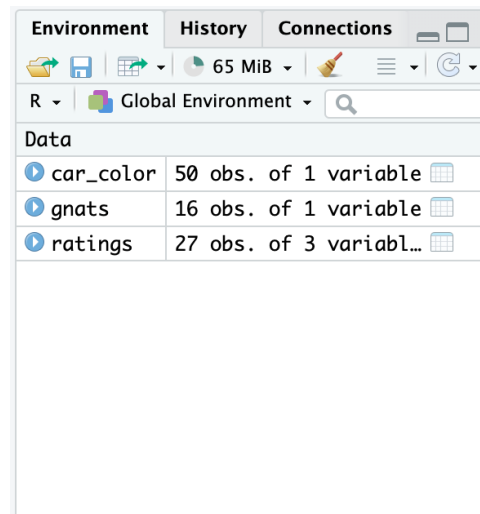 Environment History Connections
65 MiB
R Global Environment
Data
car_color 50 obs. of 1 variable
gnats 16 obs. of 1 variable
ratings 27 obs. of 3 variabl…